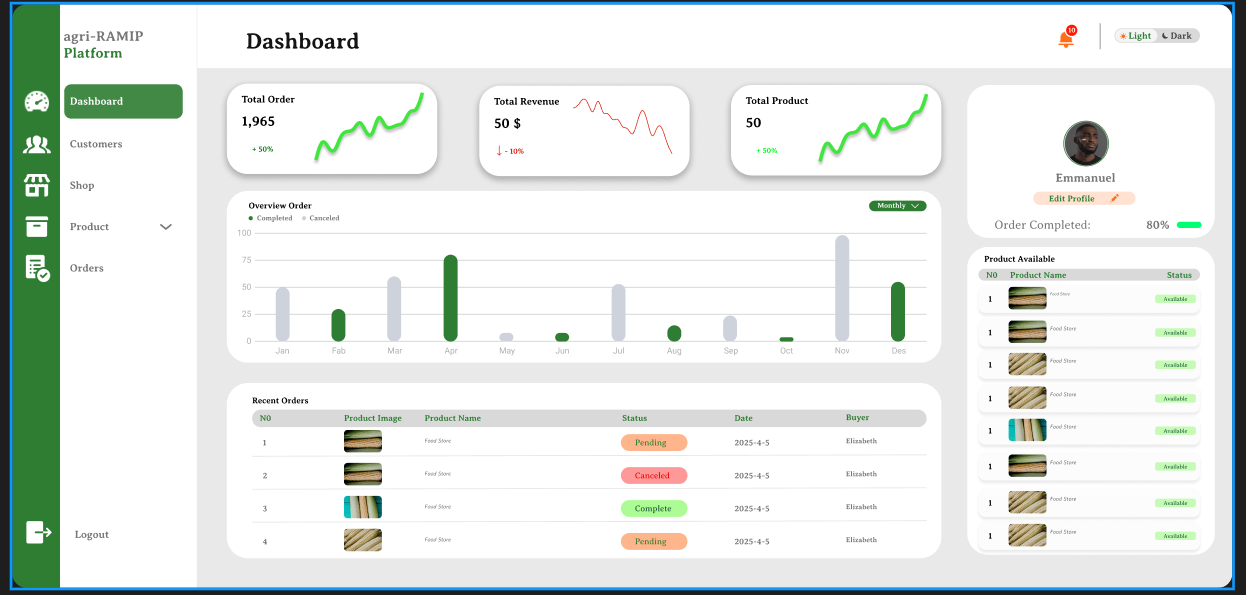 agri-RAMIP
Platform
Dashboard
10
Light Dark
Dashboard
Customers
Shop
Product
Orders
Logout
Total Order
1,965
+ 50%
Total Revenue
50 $
- 10%
Total Product
50
+ 50%
Emmanuel
Edit Profile
Order Completed: 80%
Overview Order
Completed Canceled
Monthly
100
75
50
25
0
Jan Fab Mar Apr May Jun Jul Aug Sep Oct Nov Des
Recent Orders
N0 Product Image Product Name Status Date Buyer
1 Food Store Pending 2025-4-5 Elizabeth
2 Food Store Canceled 2025-4-5 Elizabeth
3 Food Store Complete 2025-4-5 Elizabeth
4 Food Store Pending 2025-4-5 Elizabeth
Product Available
N0 Product Name Status
1 Food Store Available
1 Food Store Available
1 Food Store Available
1 Food Store Available
1 Food Store Available
1 Food Store Available
1 Food Store Available
1 Food Store Available